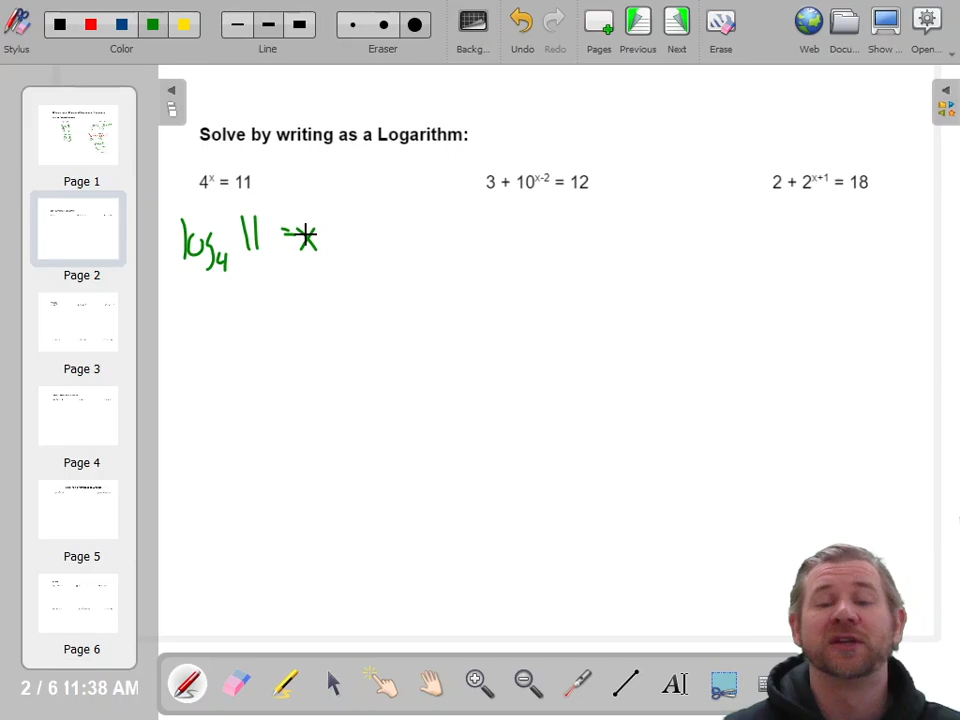 Stylus
Color
Line
Eraser
Backg...
Undo
Redo
Pages
Previous
Next
Erase
Web
Docu...
Show ...
Open...
Page 1
Page 2
Page 3
Page 4
Page 5
Page 6
2 / 6 11:38 AM
Solve by writing as a Logarithm:
4ˣ = 11
3 + 10ˣ⁻² = 12
2 + 2ˣ⁺¹ = 18
log₄ 11 = x
A